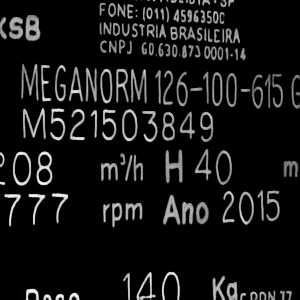 KSB
FONE: (011) 4596350C
INDUSTRIA BRASILEIRA
CNPJ 60.630.873 0001-14
MEGANORM 126-100-615 G
M521503849
208 m³/h H 40 m
777 rpm Ano 2015
140 Kg